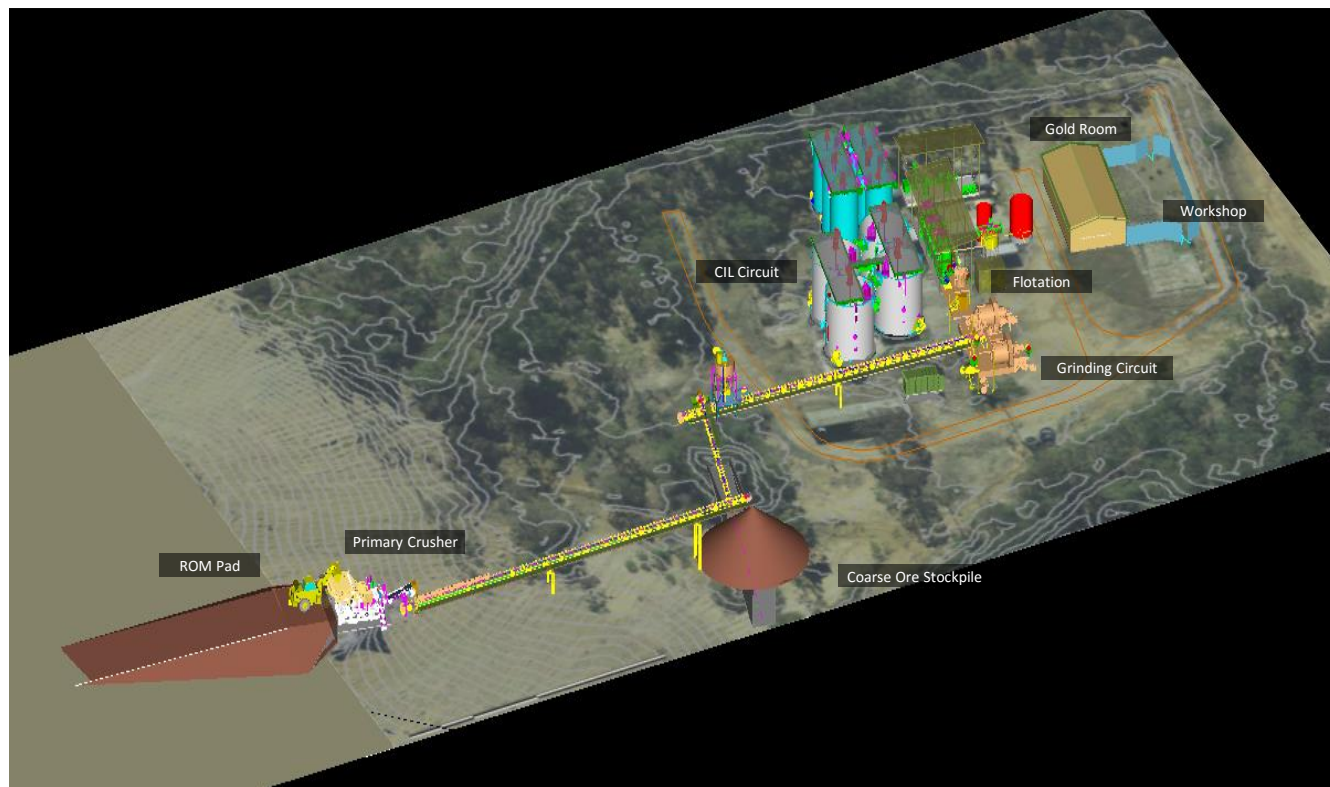 Gold Room
Workshop
CIL Circuit
Flotation
Grinding Circuit
Primary Crusher
ROM Pad
Coarse Ore Stockpile